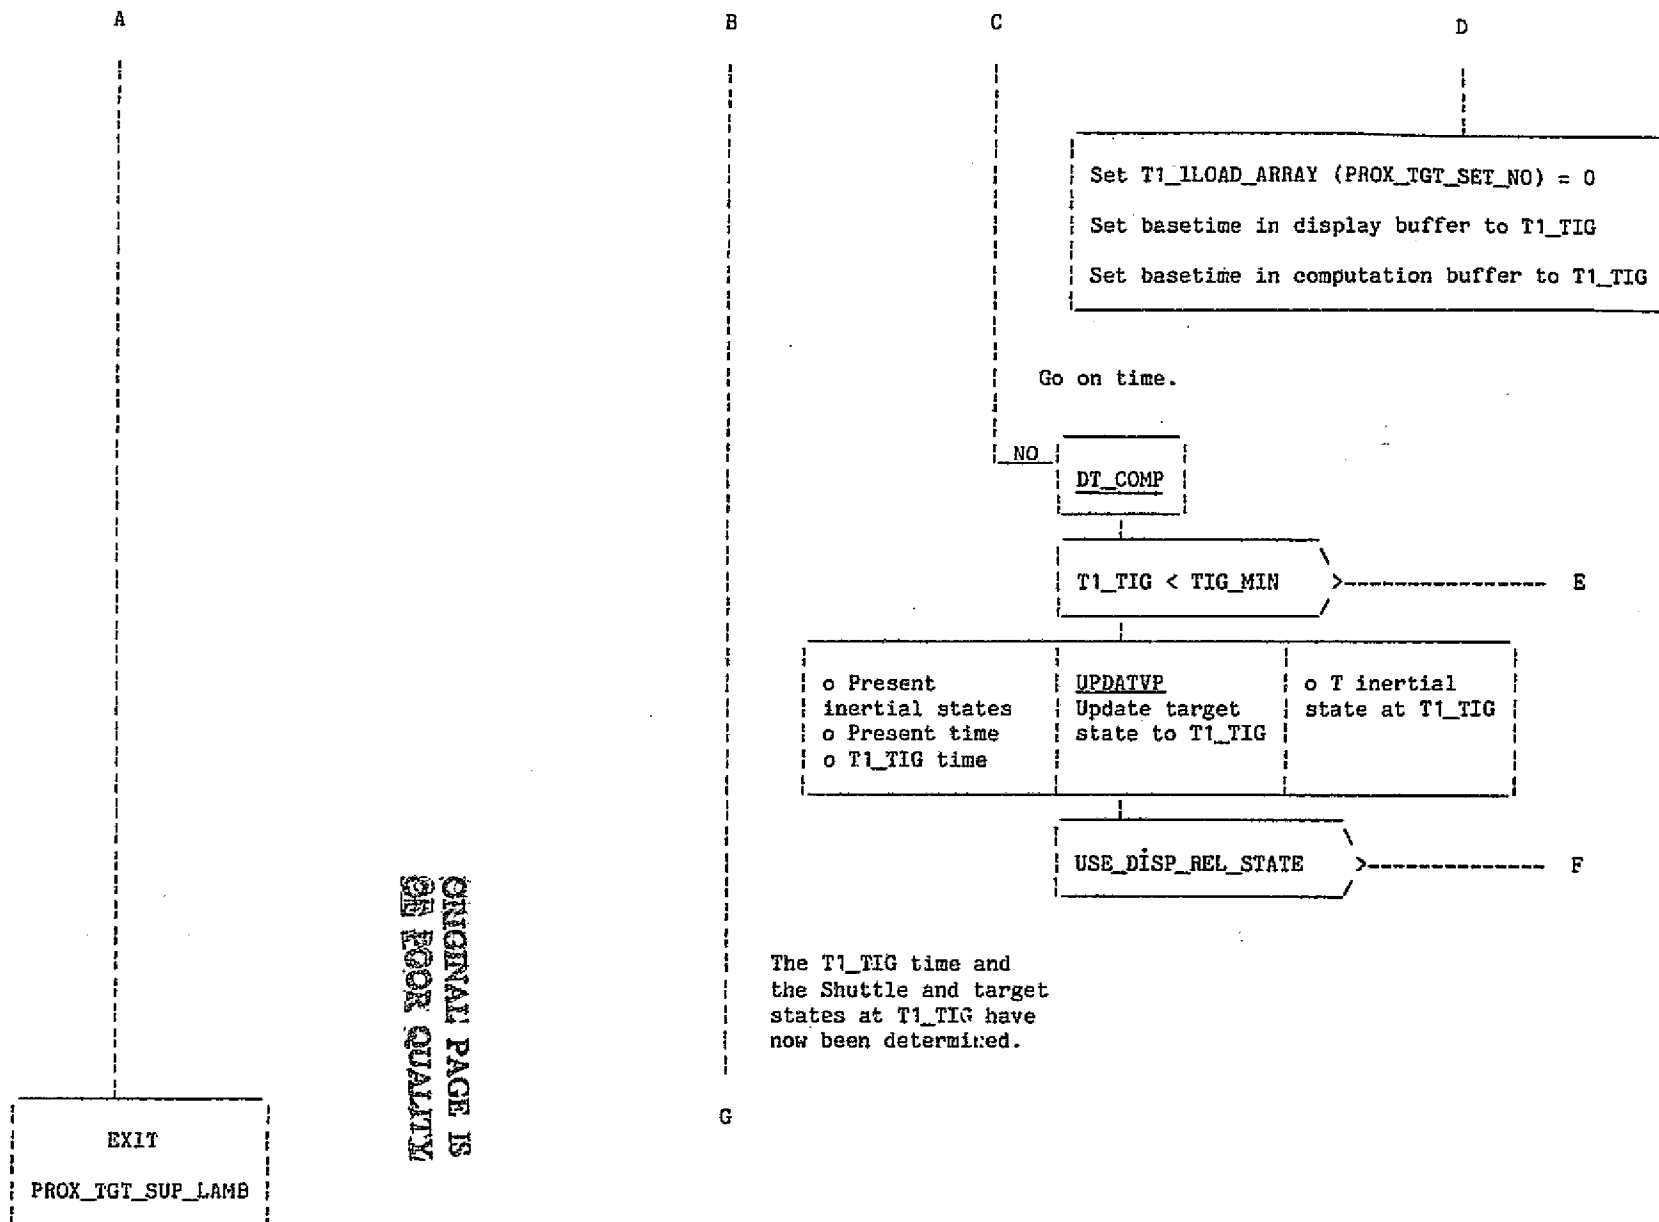 A
B
C
D
Set T1_1LOAD_ARRAY (PROX_TGT_SET_NO) = 0
Set basetime in display buffer to T1_TIG
Set basetime in computation buffer to T1_TIG
Go on time.
NO
DT_COMP
T1_TIG < TIG_MIN
E
o Present
inertial states
o Present time
o T1_TIG time
UPDATVP
Update target
state to T1_TIG
o T inertial
state at T1_TIG
USE_DISP_REL_STATE
F
The T1_TIG time and
the Shuttle and target
states at T1_TIG have
now been determined.
G
ORIGINAL PAGE IS
OF POOR QUALITY
EXIT
PROX_TGT_SUP_LAMB